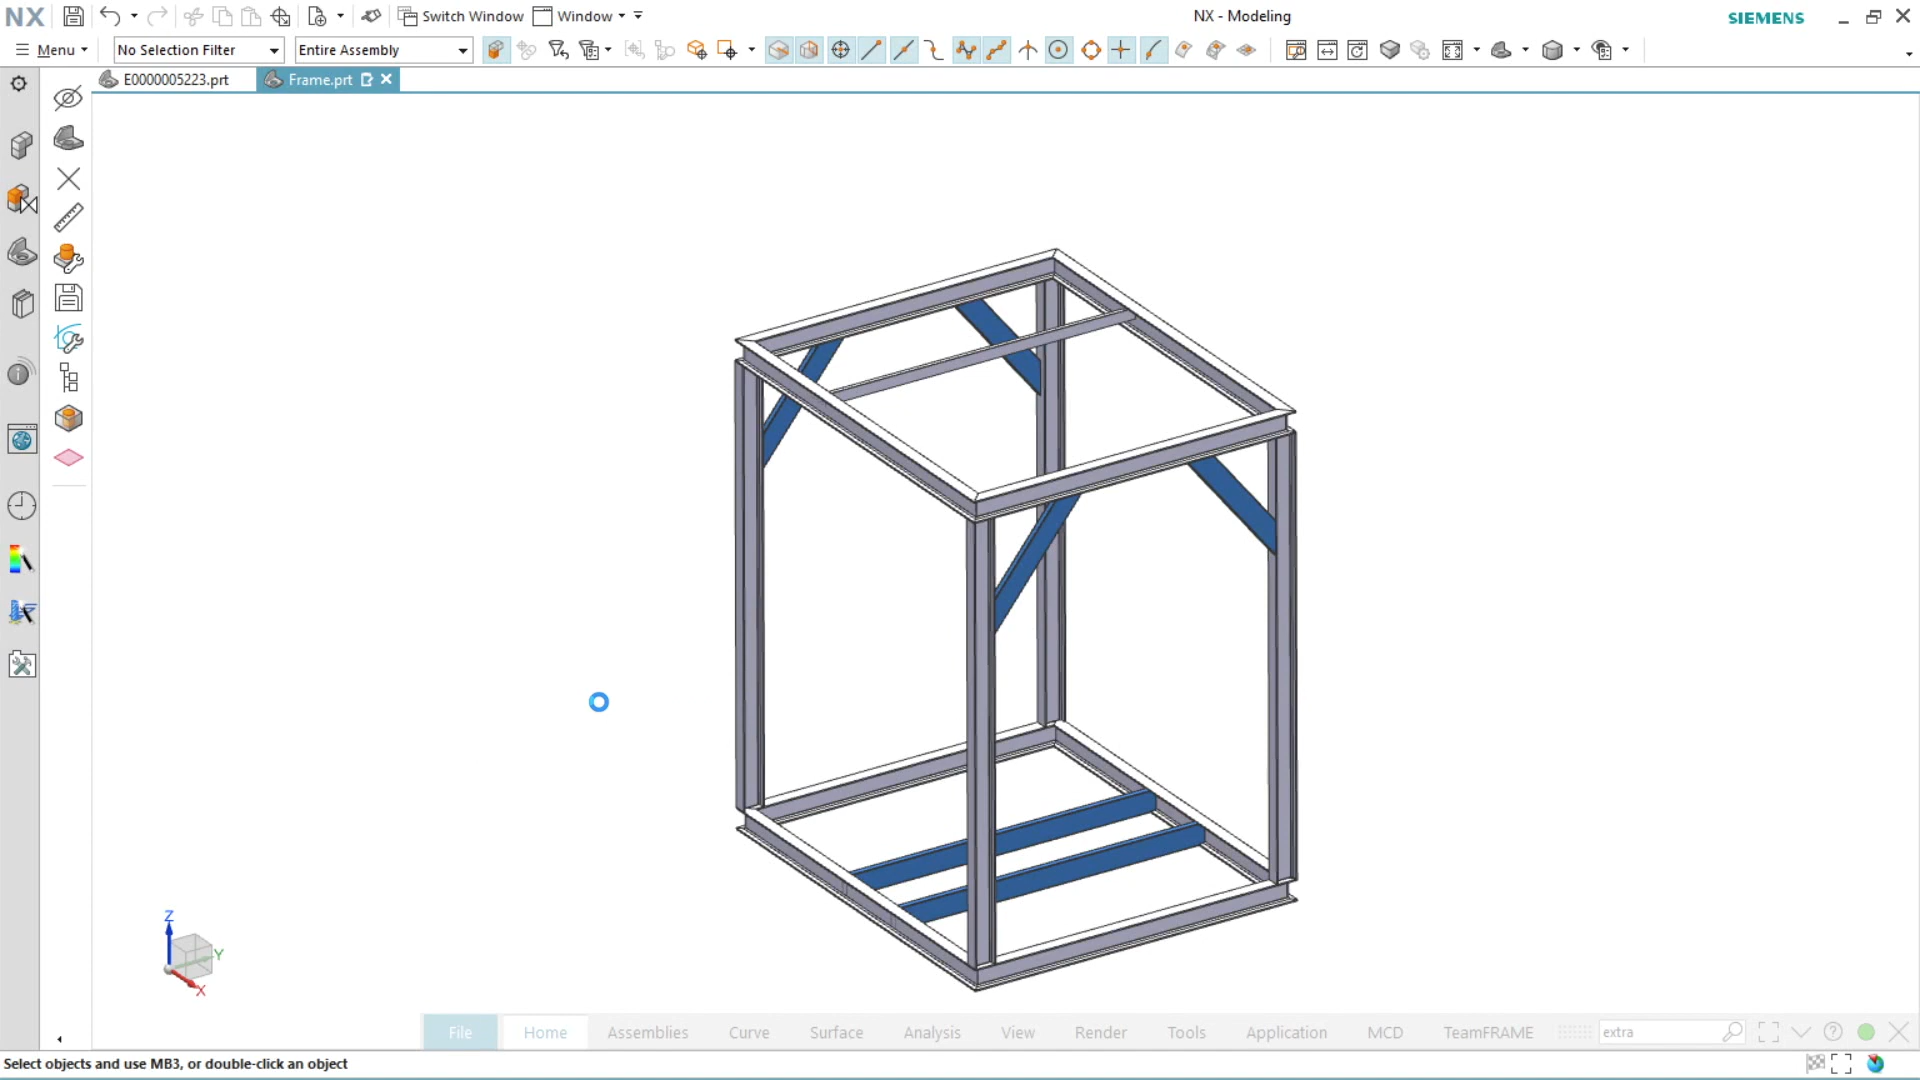 NX
Switch Window
Window
NX - Modeling
SIEMENS
Menu
No Selection Filter
Entire Assembly
E0000005223.prt
Frame.prt
Z
Y
X
File
Home
Assemblies
Curve
Surface
Analysis
View
Render
Tools
Application
MCD
TeamFRAME
extra
Select objects and use MB3, or double-click an object